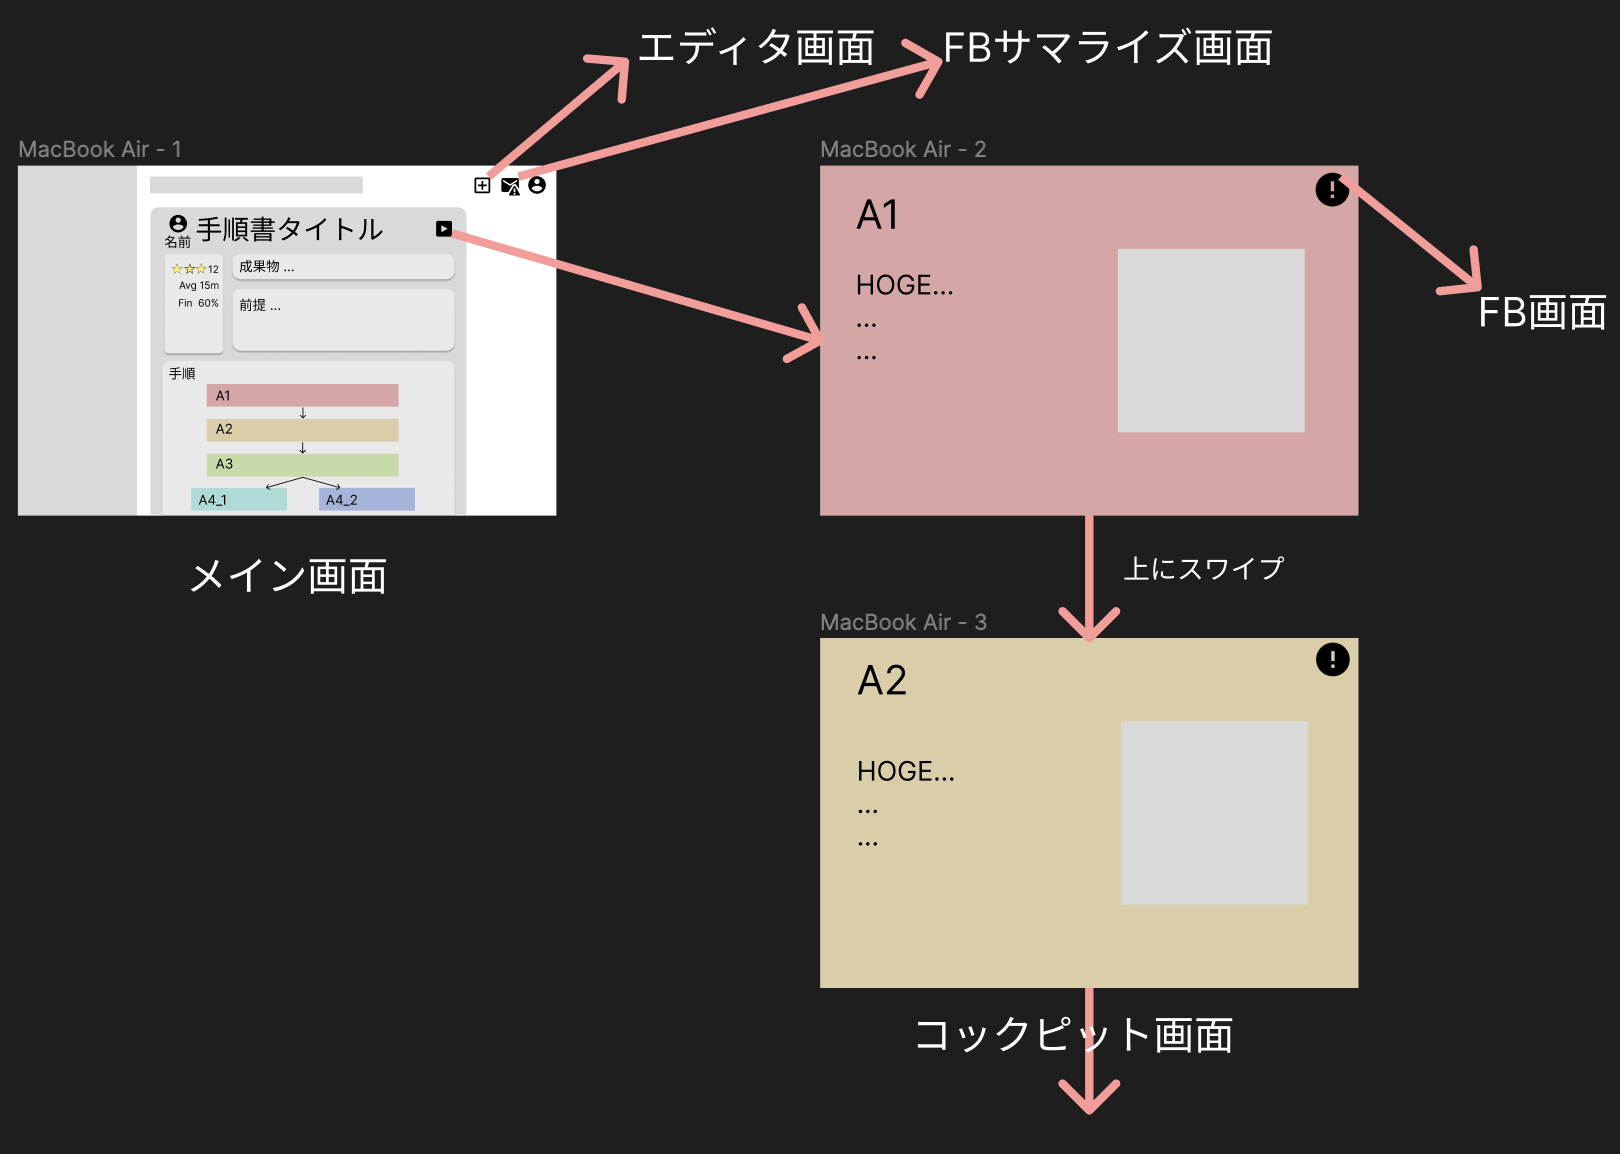 エディタ画面
FBサマライズ画面
MacBook Air - 1
手順書タイトル
名前
☆☆☆12
Avg 15m
Fin 60%
成果物 ...
前提 ...
手順
A1
A2
A3
A4_1
A4_2
メイン画面
MacBook Air - 2
A1
HOGE...
...
...
FB画面
上にスワイプ
MacBook Air - 3
A2
HOGE...
...
...
コックピット画面